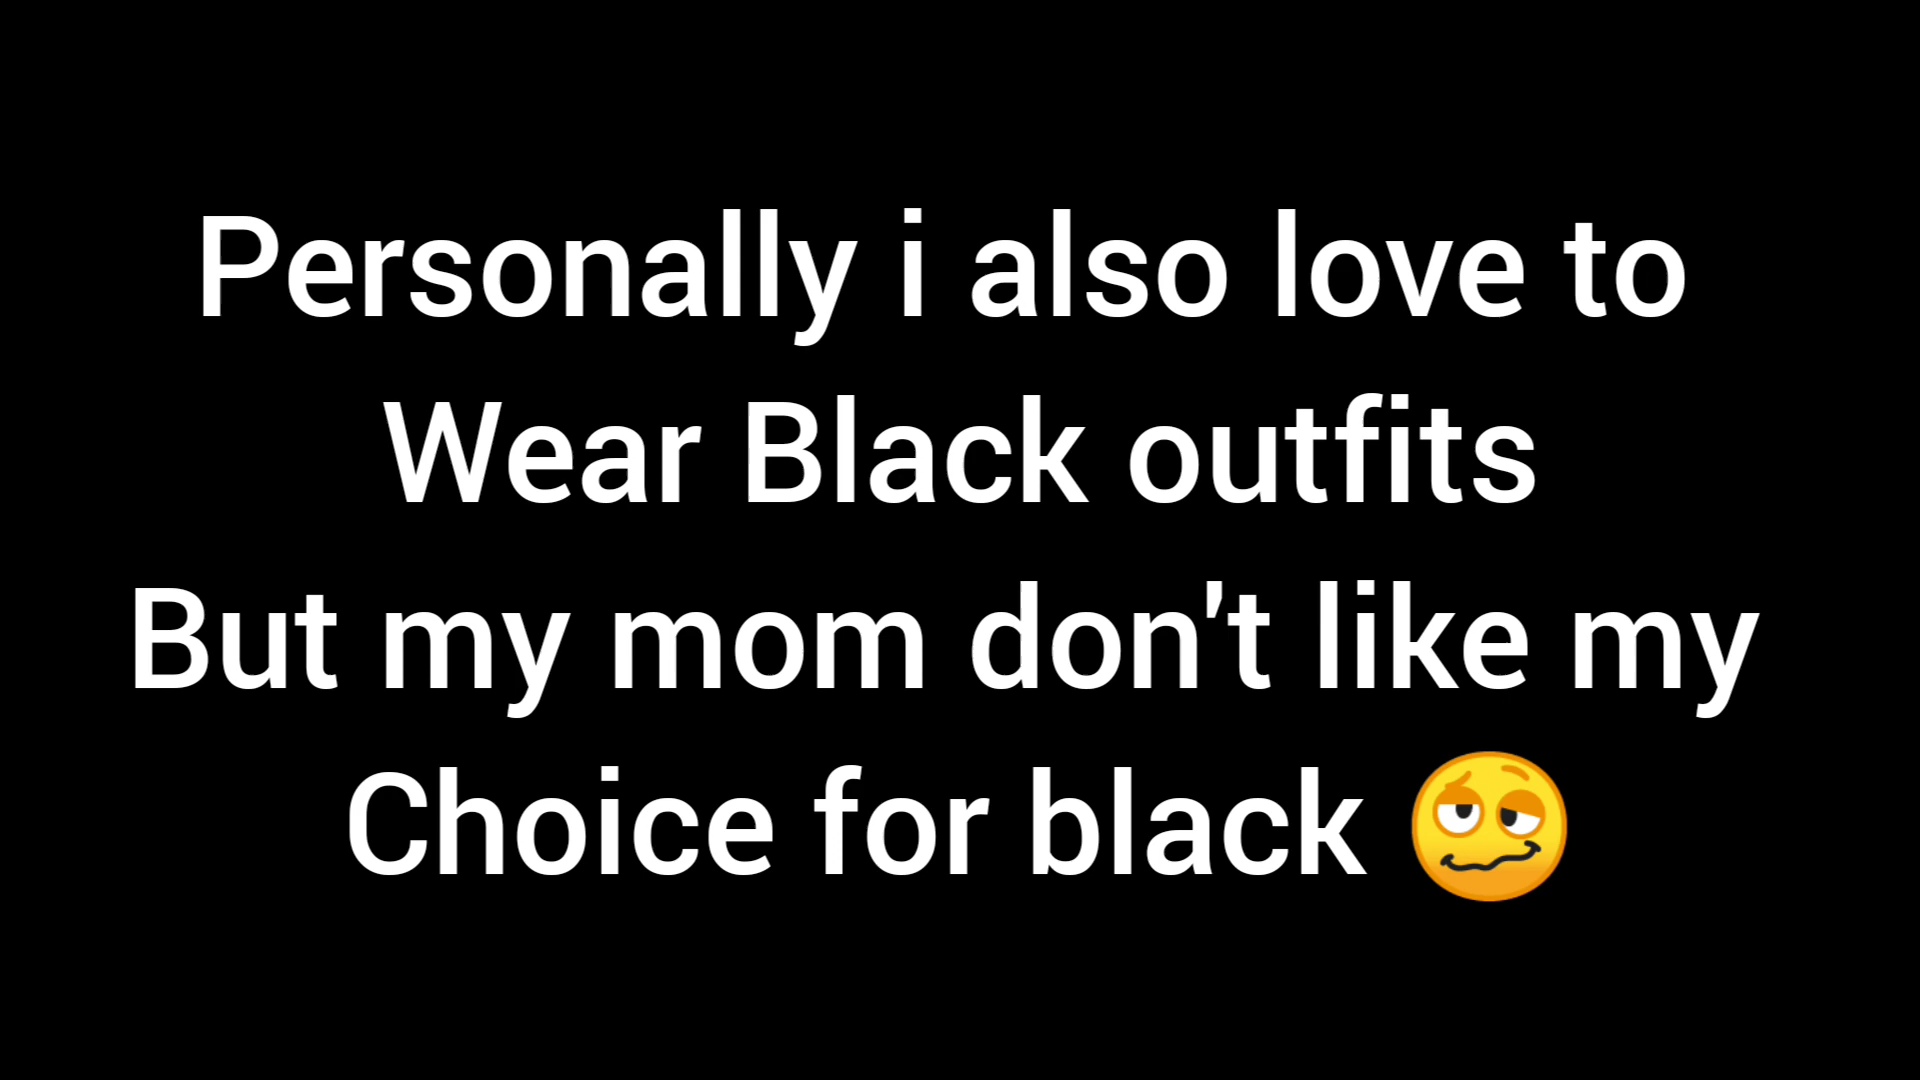 Personally i also love to
Wear Black outfits
But my mom don't like my
Choice for black 🥴